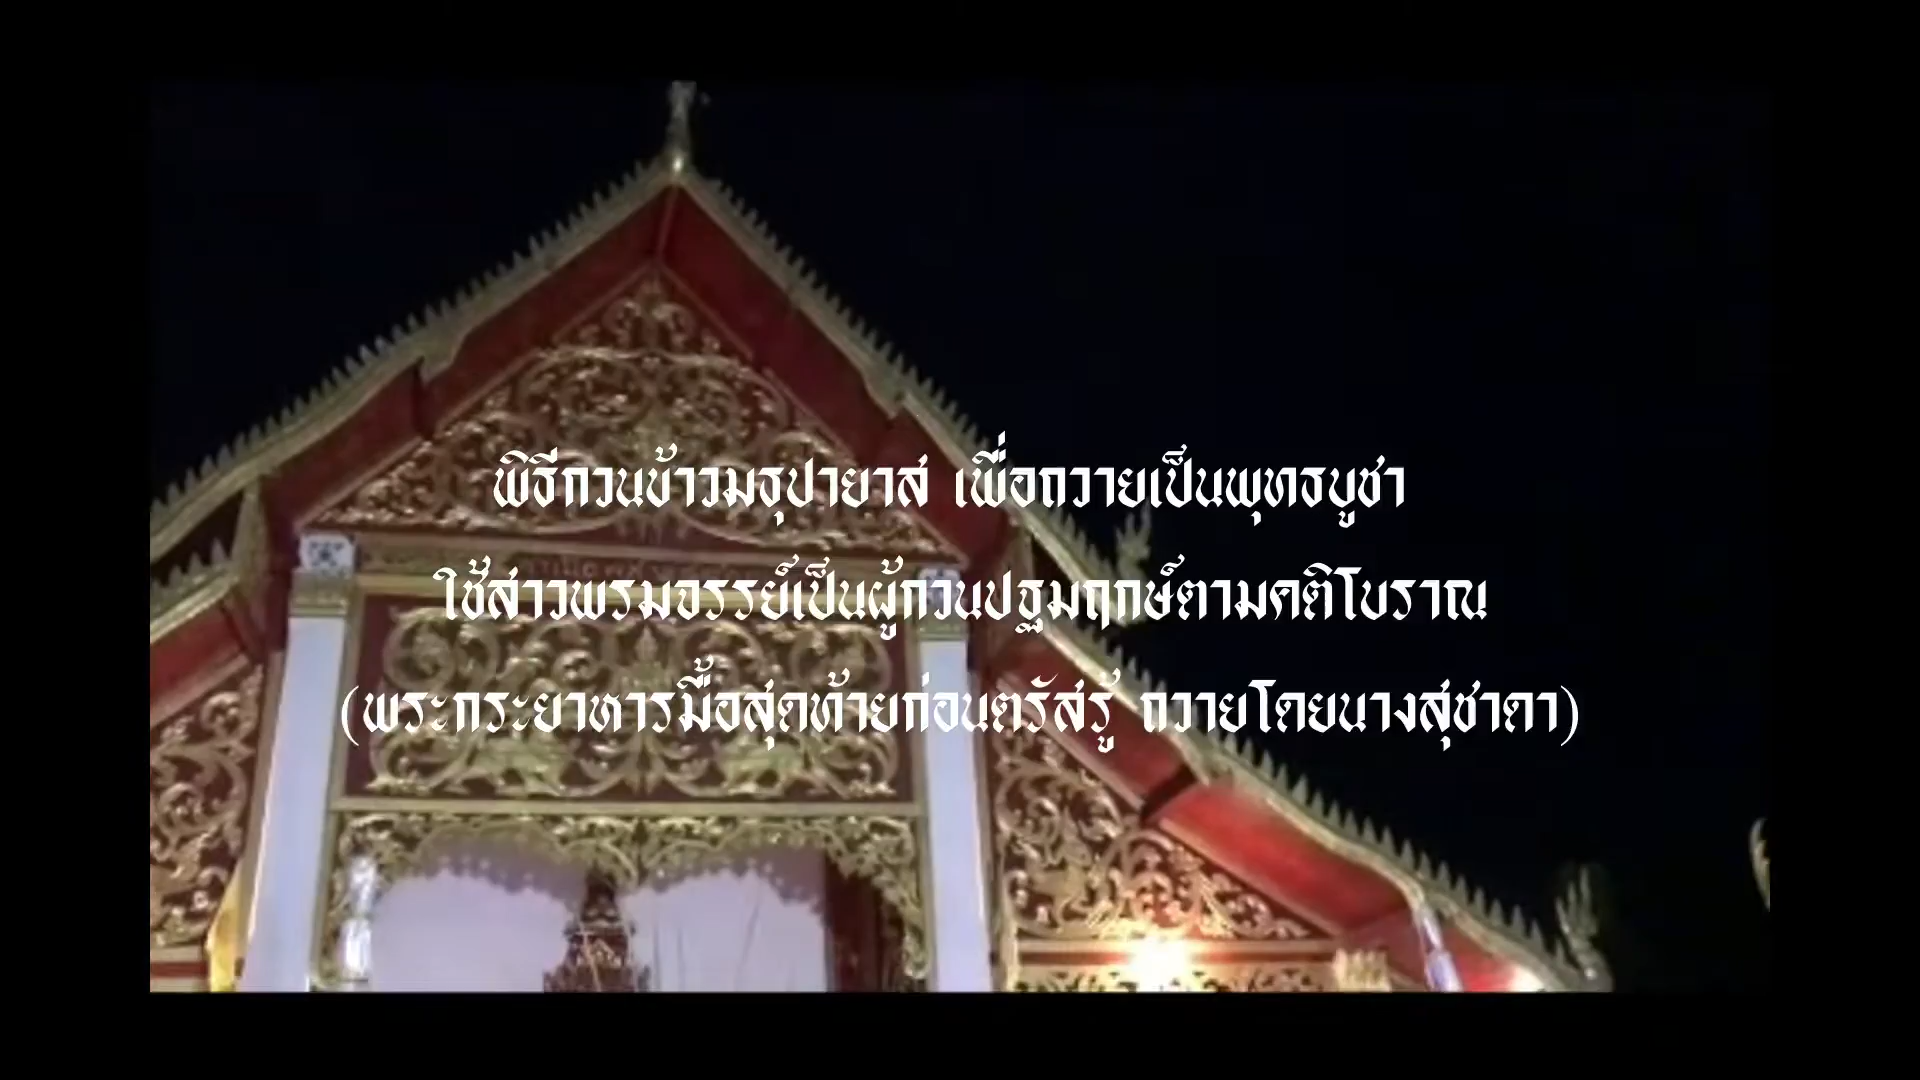 พิธีกวนข้าวมธุปายาส เพื่อถวายเป็นพุทธบูชา
ใช้สาวพรมจรรย์เป็นผู้กวนปฐมฤกษ์ตามคติโบราณ
(พระกระยาหารมื้อสุดท้ายก่อนตรัสรู้ ถวายโดยนางสุชาดา)